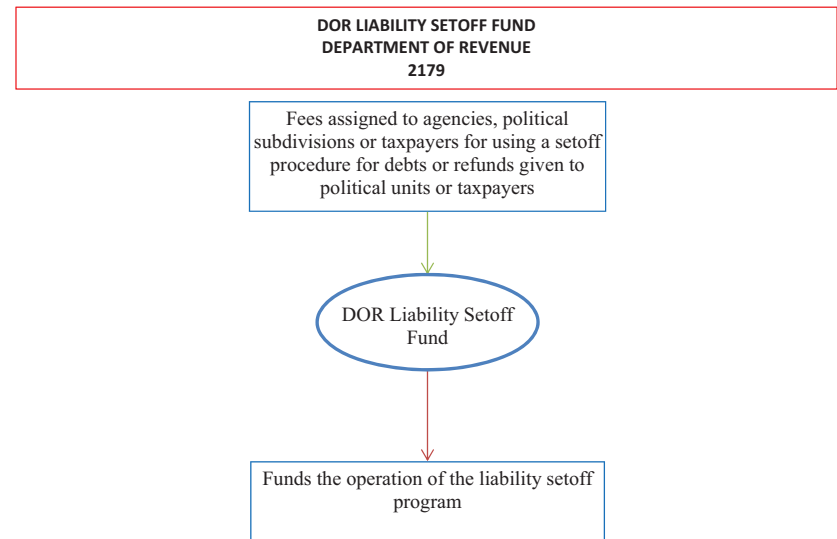 DOR LIABILITY SETOFF FUND
DEPARTMENT OF REVENUE
2179
Fees assigned to agencies, political
subdivisions or taxpayers for using a setoff
procedure for debts or refunds given to
political units or taxpayers
DOR Liability Setoff
Fund
Funds the operation of the liability setoff
program